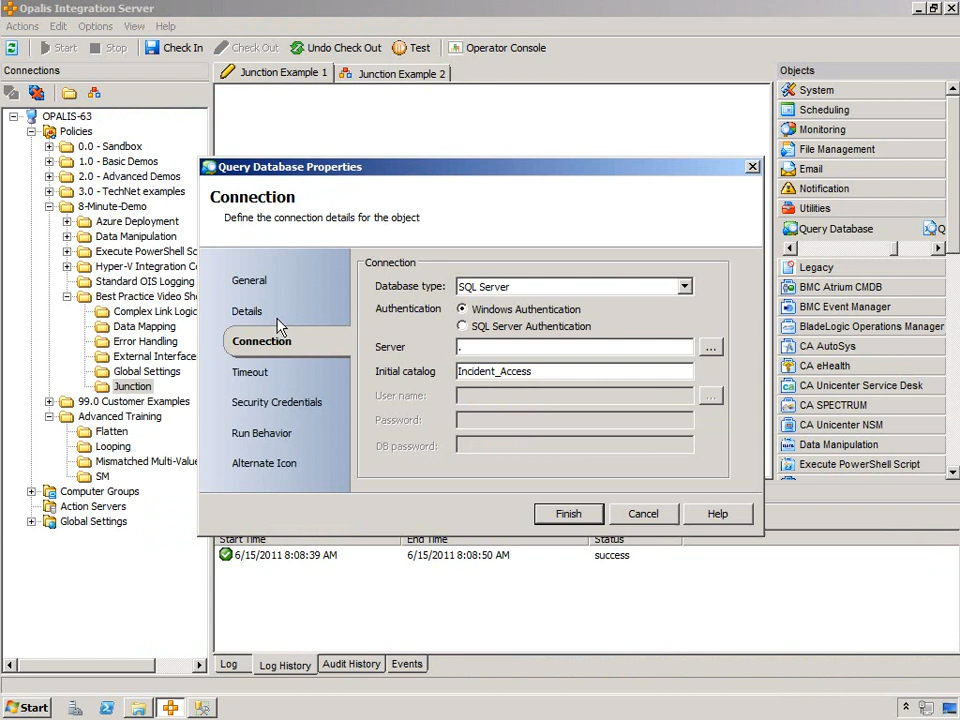 Opalis Integration Server
Actions Edit Options View Help
Start Stop Check In Check Out Undo Check Out Test Operator Console
Connections
Junction Example 1 Junction Example 2
OPALIS-63
Policies
0.0 - Sandbox
1.0 - Basic Demos
2.0 - Advanced Demos
3.0 - TechNet examples
8-Minute-Demo
Azure Deployment
Data Manipulation
Execute PowerShell Sc
Hyper-V Integration Co
Standard OIS Logging
Best Practice Video Sho
Complex Link Logic
Data Mapping
Error Handling
External Interface
Global Settings
Junction
99.0 Customer Examples
Advanced Training
Flatten
Looping
Mismatched Multi-Value
SM
Computer Groups
Action Servers
Global Settings
Query Database Properties
Connection
Define the connection details for the object
General
Details
Connection
Timeout
Security Credentials
Run Behavior
Alternate Icon
Connection
Database type: SQL Server
Authentication Windows Authentication
SQL Server Authentication
Server . ...
Initial catalog Incident_Access
User name: ...
Password:
DB password:
Finish Cancel Help
Start Time End Time Status
6/15/2011 8:08:39 AM 6/15/2011 8:08:50 AM success
Log Log History Audit History Events
Objects
System
Scheduling
Monitoring
File Management
Email
Notification
Utilities
Query Database Q
Legacy
BMC Atrium CMDB
BMC Event Manager
BladeLogic Operations Manager
CA AutoSys
CA eHealth
CA Unicenter Service Desk
CA SPECTRUM
CA Unicenter NSM
Data Manipulation
Execute PowerShell Script
Start